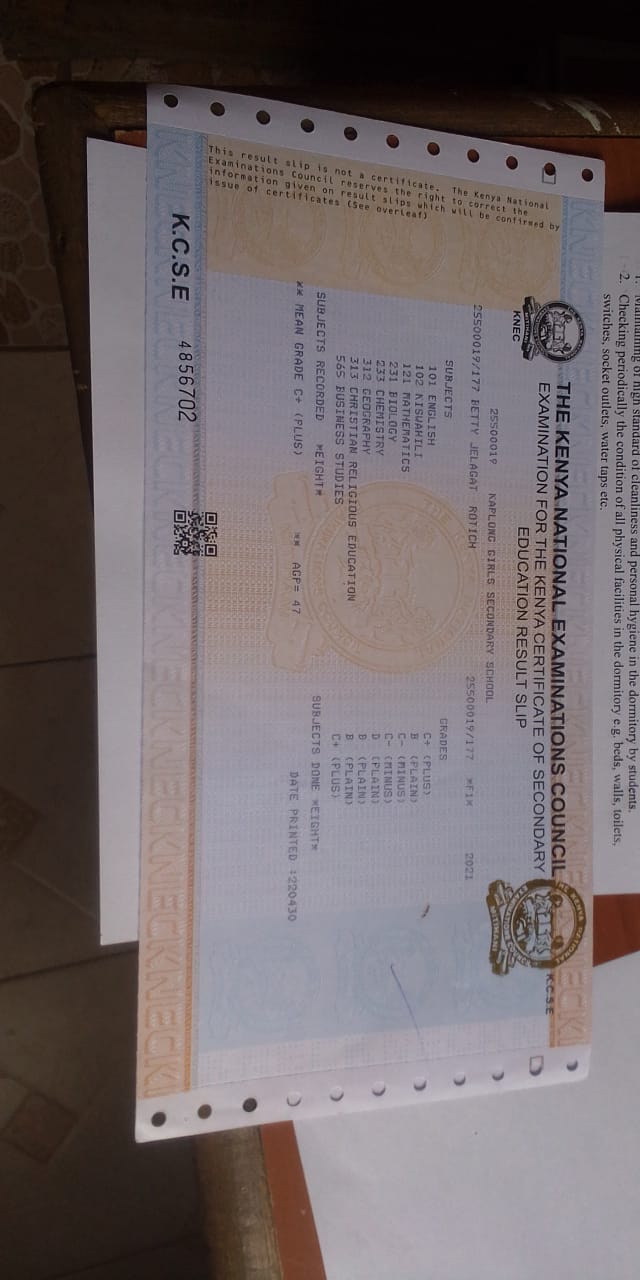 1. Maintaining of high standard of cleanliness and personal hygiene in the dormitory by students.
2. Checking periodically the condition of all physical facilities in the dormitory e.g. beds, walls, toilets,
switches, socket outlets, water taps etc.
THE KENYA NATIONAL EXAMINATIONS COUNCIL
EXAMINATION FOR THE KENYA CERTIFICATE OF SECONDARY
EDUCATION RESULT SLIP
KNEC
K.C.S.E
25500019 KAPLONG GIRLS SECONDARY SCHOOL
25500019/177 BETTY JELAGAT ROTICH 25500019/177 *F1* 2021
SUBJECTS GRADES
101 ENGLISH C+ (PLUS)
102 KISWAHILI B (PLAIN)
121 MATHEMATICS C- (MINUS)
231 BIOLOGY C- (MINUS)
233 CHEMISTRY D (PLAIN)
312 GEOGRAPHY B (PLAIN)
313 CHRISTIAN RELIGIOUS EDUCATION B (PLAIN)
565 BUSINESS STUDIES C+ (PLUS)
SUBJECTS RECORDED *EIGHT* SUBJECTS DONE *EIGHT*
** MEAN GRADE C+ (PLUS) ** AGP= 47 DATE PRINTED :220430
This result slip is not a certificate. The Kenya National
Examinations Council reserves the right to correct the
information given on result slips which will be confirmed by
issue of certificates (See overleaf)
K.C.S.E 4856702